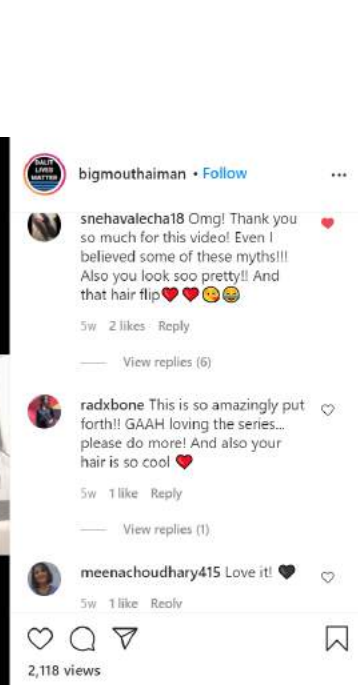 DALIT
LIVES
MATTER
bigmouthaiman • Follow
snehavalecha18 Omg! Thank you
so much for this video! Even I
believed some of these myths!!!
Also you look soo pretty!! And
that hair flip❤️❤️😘😂
5w 2 likes Reply
View replies (6)
radxbone This is so amazingly put
forth!! GAAH loving the series...
please do more! And also your
hair is so cool ❤️
5w 1 like Reply
View replies (1)
meenachoudhary415 Love it! 🖤
5w 1 like Reply
2,118 views